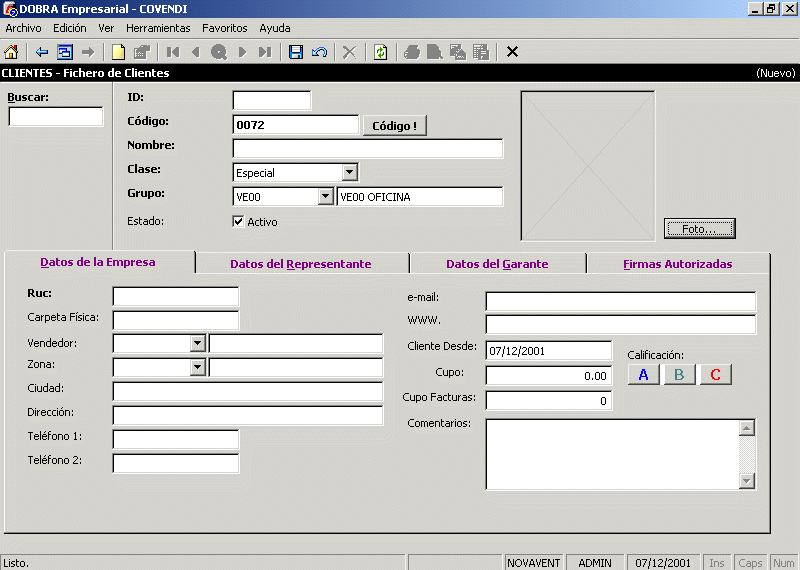 DOBRA Empresarial - COVENDI
Archivo Edición Ver Herramientas Favoritos Ayuda
CLIENTES - Fichero de Clientes (Nuevo)
Buscar:
ID:
Código: 0072 Código !
Nombre:
Clase: Especial
Grupo: VE00 VE00 OFICINA
Estado: Activo
Foto...
Datos de la Empresa Datos del Representante Datos del Garante Firmas Autorizadas
Ruc:
Carpeta Física:
Vendedor:
Zona:
Ciudad:
Dirección:
Teléfono 1:
Teléfono 2:
e-mail:
WWW.
Cliente Desde: 07/12/2001
Cupo: 0.00
Cupo Facturas: 0
Comentarios:
Calificación:
A B C
Listo. NOVAVENT ADMIN 07/12/2001 Ins Caps Num